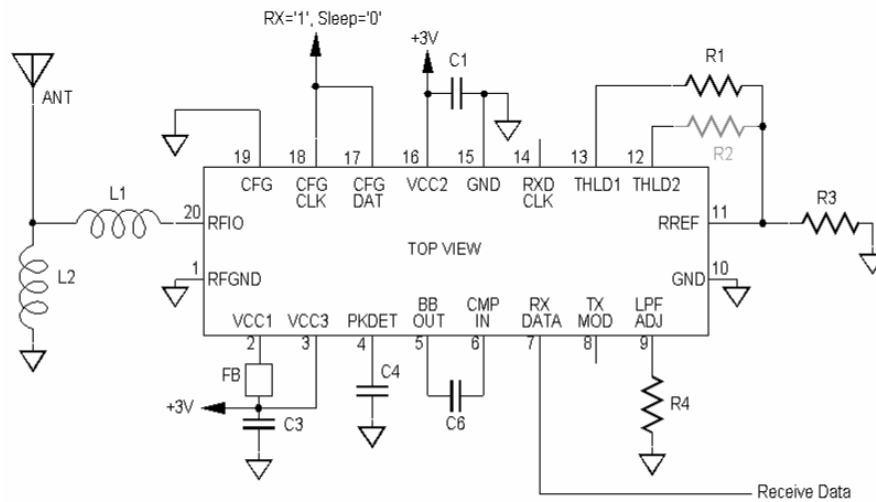 RX='1', Sleep='0'
+3V
C1
R1
ANT
R2
19 18 17 16 15 14 13 12
CFG
CFG CLK
CFG DAT
VCC2
GND
RXD CLK
THLD1
THLD2
L1
20
RFIO
RREF
11
R3
TOP VIEW
L2
1
RFGND
GND
10
VCC1
VCC3
PKDET
BB OUT
CMP IN
RX DATA
TX MOD
LPF ADJ
2 3 4 5 6 7 8 9
FB
C4
+3V
C3
C6
R4
Receive Data